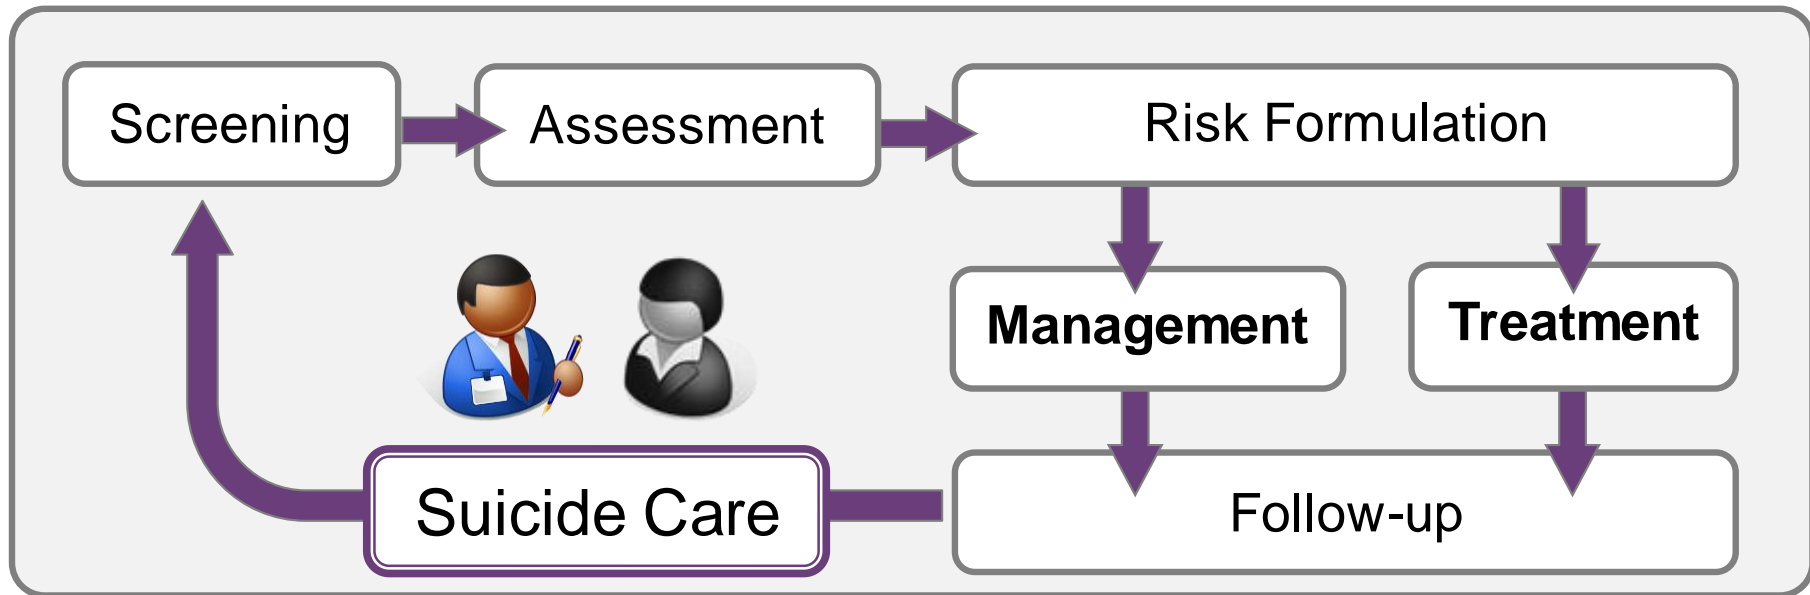 Screening
Assessment
Risk Formulation
Management
Treatment
Suicide Care
Follow-up